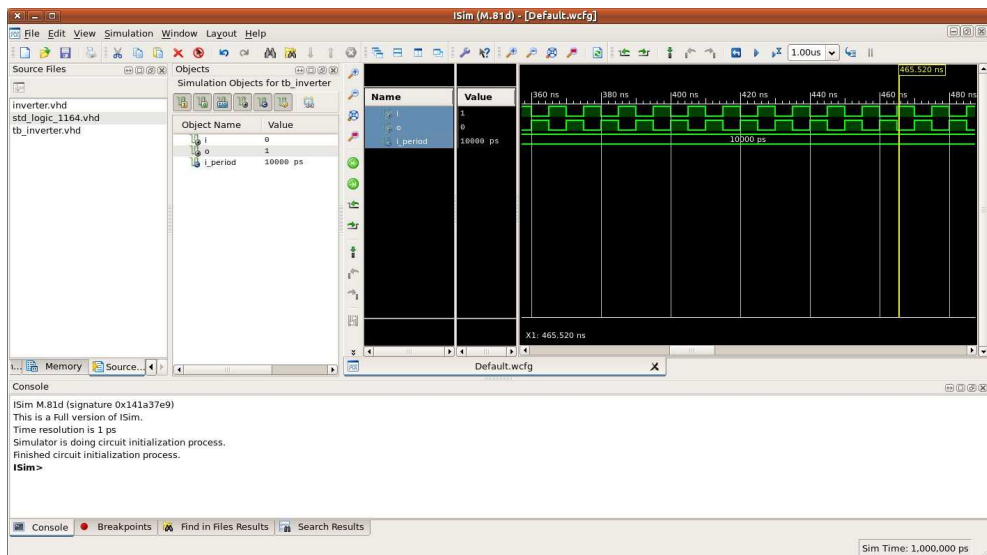 ISim (M.81d) - [Default.wcfg]
File Edit View Simulation Window Layout Help
1.00us
Source Files
inverter.vhd
std_logic_1164.vhd
tb_inverter.vhd
Memory
Source...
Objects
Simulation Objects for tb_inverter
Object Name Value
i 0
o 1
i_period 10000 ps
Name Value
i 1
o 0
i_period 10000 ps
465.520 ns
360 ns 380 ns 400 ns 420 ns 440 ns 460 ns 480 ns
10000 ps
X1: 465.520 ns
Default.wcfg
Console
ISim M.81d (signature 0x141a37e9)
This is a Full version of ISim.
Time resolution is 1 ps
Simulator is doing circuit initialization process.
Finished circuit initialization process.
ISim>
Console Breakpoints Find in Files Results Search Results
Sim Time: 1,000,000 ps